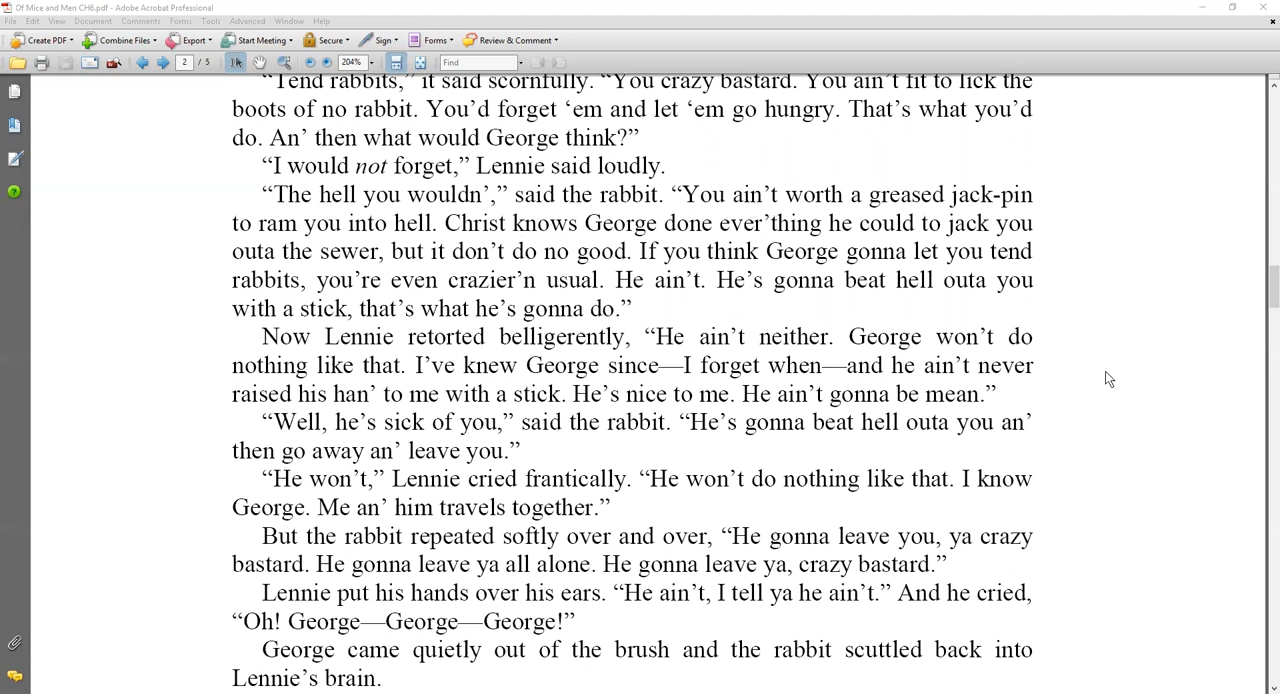 Of Mice and Men CH6.pdf - Adobe Acrobat Professional
File Edit View Document Comments Forms Tools Advanced Window Help
Create PDF Combine Files Export Start Meeting Secure Sign Forms Review & Comment
2 / 5 204% Find
“Tend rabbits,” it said scornfully. “You crazy bastard. You ain’t fit to lick the
boots of no rabbit. You’d forget ‘em and let ‘em go hungry. That’s what you’d
do. An’ then what would George think?”
“I would not forget,” Lennie said loudly.
“The hell you wouldn’,” said the rabbit. “You ain’t worth a greased jack-pin
to ram you into hell. Christ knows George done ever’thing he could to jack you
outa the sewer, but it don’t do no good. If you think George gonna let you tend
rabbits, you’re even crazier’n usual. He ain’t. He’s gonna beat hell outa you
with a stick, that’s what he’s gonna do.”
Now Lennie retorted belligerently, “He ain’t neither. George won’t do
nothing like that. I’ve knew George since—I forget when—and he ain’t never
raised his han’ to me with a stick. He’s nice to me. He ain’t gonna be mean.”
“Well, he’s sick of you,” said the rabbit. “He’s gonna beat hell outa you an’
then go away an’ leave you.”
“He won’t,” Lennie cried frantically. “He won’t do nothing like that. I know
George. Me an’ him travels together.”
But the rabbit repeated softly over and over, “He gonna leave you, ya crazy
bastard. He gonna leave ya all alone. He gonna leave ya, crazy bastard.”
Lennie put his hands over his ears. “He ain’t, I tell ya he ain’t.” And he cried,
“Oh! George—George—George!”
George came quietly out of the brush and the rabbit scuttled back into
Lennie’s brain.